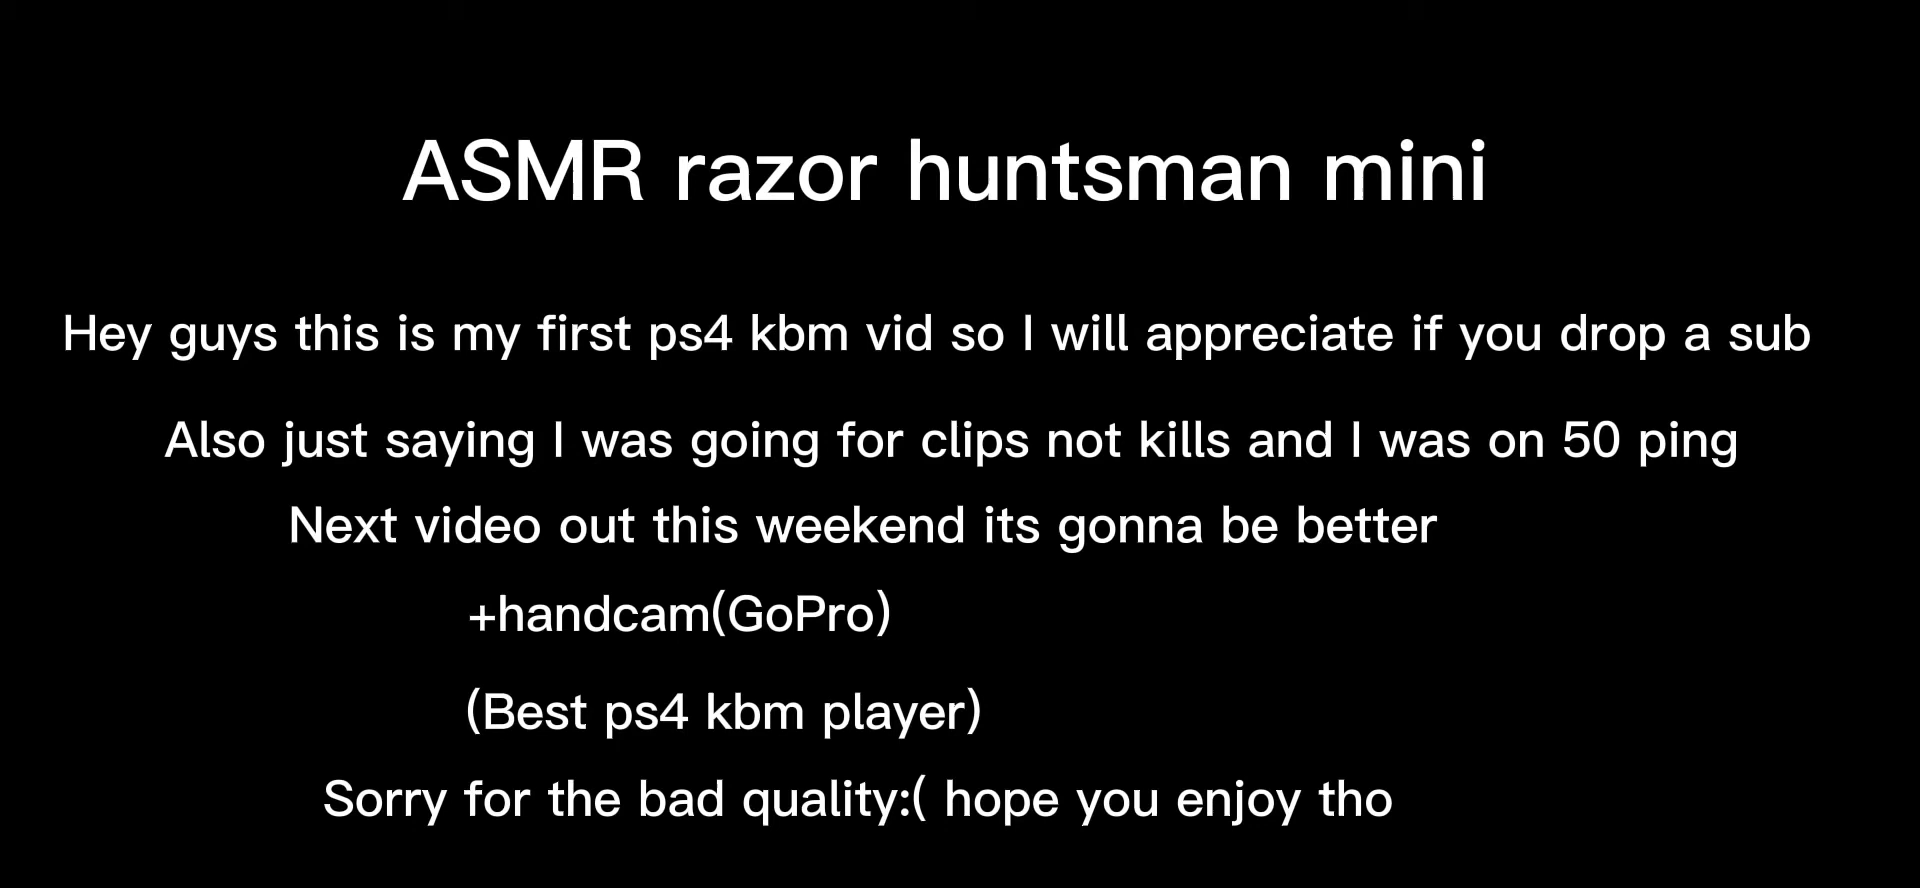 ASMR razor huntsman mini
Hey guys this is my first ps4 kbm vid so I will appreciate if you drop a sub
Also just saying I was going for clips not kills and I was on 50 ping
Next video out this weekend its gonna be better
+handcam(GoPro)
(Best ps4 kbm player)
Sorry for the bad quality:( hope you enjoy tho